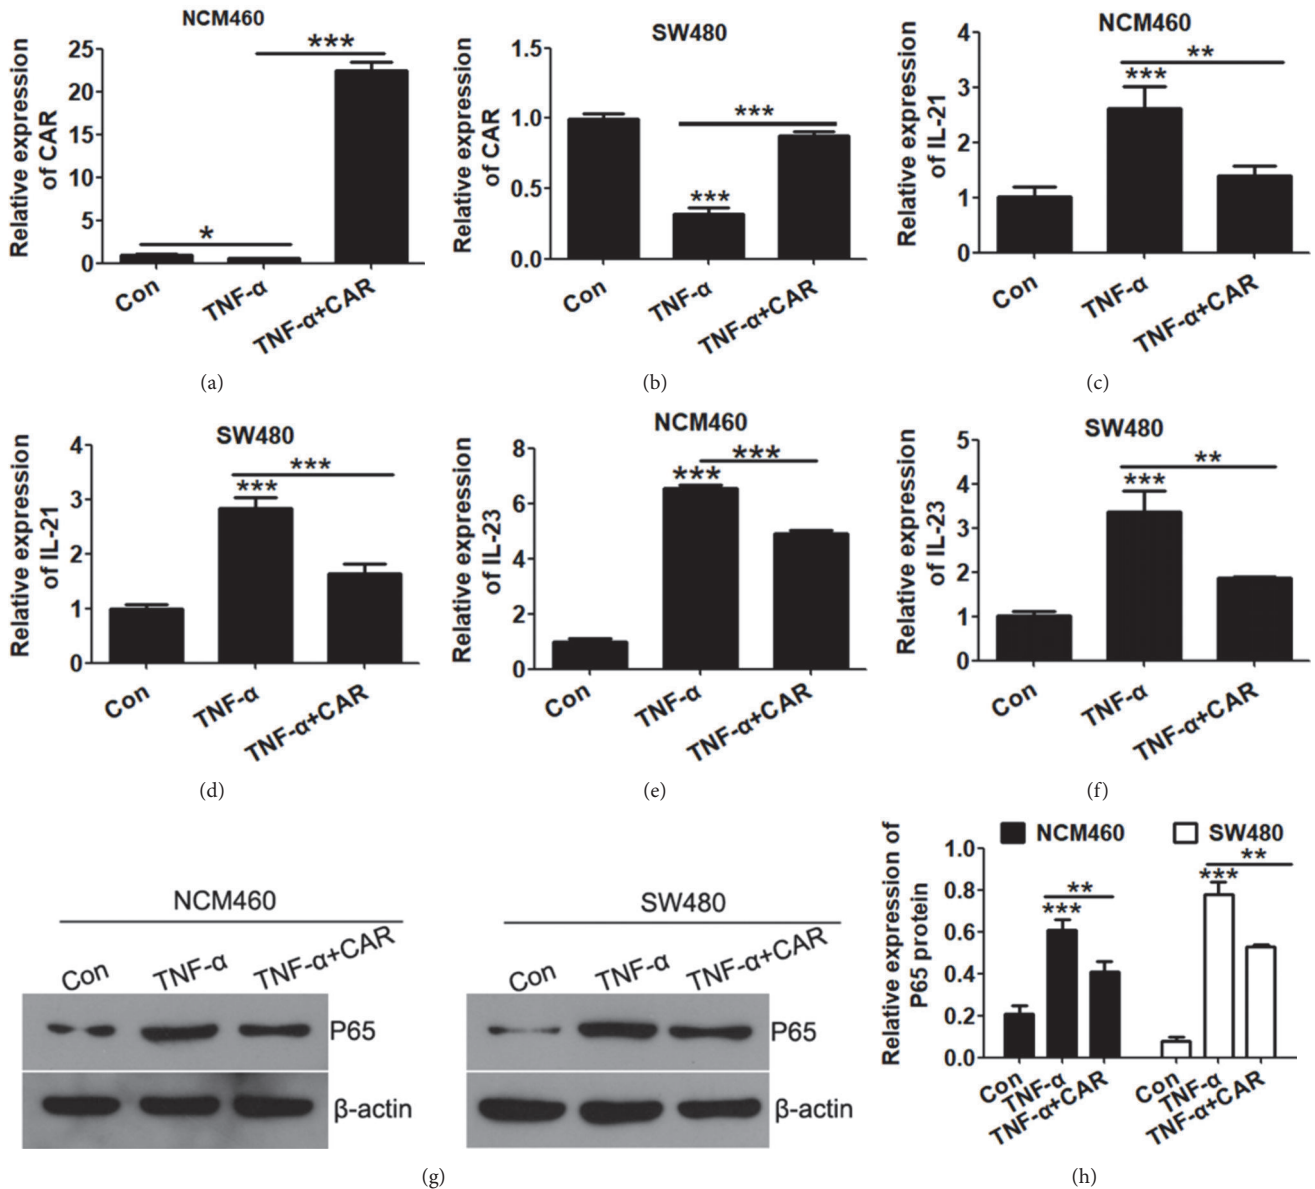 NCM460
Relative expression
of CAR
25
20
15
10
5
0
***
*
Con
TNF-α
TNF-α+CAR
(a)
SW480
Relative expression
of CAR
1.5
1.0
0.5
0.0
***
***
Con
TNF-α
TNF-α+CAR
(b)
NCM460
Relative expression
of IL-21
4
3
2
1
0
**
***
Con
TNF-α
TNF-α+CAR
(c)
SW480
Relative expression
of IL-21
4
3
2
1
0
***
***
Con
TNF-α
TNF-α+CAR
(d)
NCM460
Relative expression
of IL-23
8
6
4
2
0
***
***
Con
TNF-α
TNF-α+CAR
(e)
SW480
Relative expression
of IL-23
5
4
3
2
1
0
**
***
Con
TNF-α
TNF-α+CAR
(f)
NCM460
Con
TNF-α
TNF-α+CAR
P65
β-actin
SW480
Con
TNF-α
TNF-α+CAR
P65
β-actin
(g)
NCM460
SW480
Relative expression of
P65 protein
1.0
0.8
0.6
0.4
0.2
0.0
**
***
**
***
Con
TNF-α
TNF-α+CAR
Con
TNF-α
TNF-α+CAR
(h)